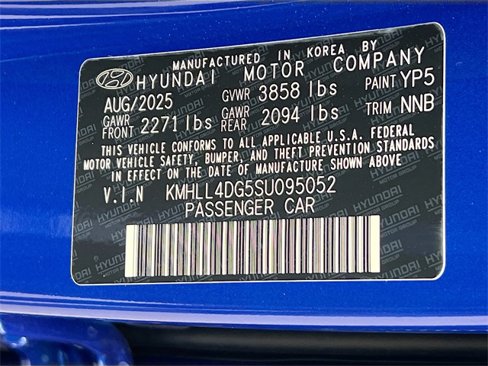 MANUFACTURED IN KOREA BY
HYUNDAI MOTOR COMPANY
AUG/2025 GVWR 3858 lbs PAINT YP5
GAWR FRONT 2271 lbs GAWR REAR 2094 lbs TRIM NNB
THIS VEHICLE CONFORMS TO ALL APPLICABLE U.S.A. FEDERAL
MOTOR VEHICLE SAFETY, BUMPER, AND THEFT PREVENTION STANDARDS
IN EFFECT ON THE DATE OF MANUFACTURE SHOWN ABOVE.
V.I.N KMHLL4DG5SU095052
PASSENGER CAR